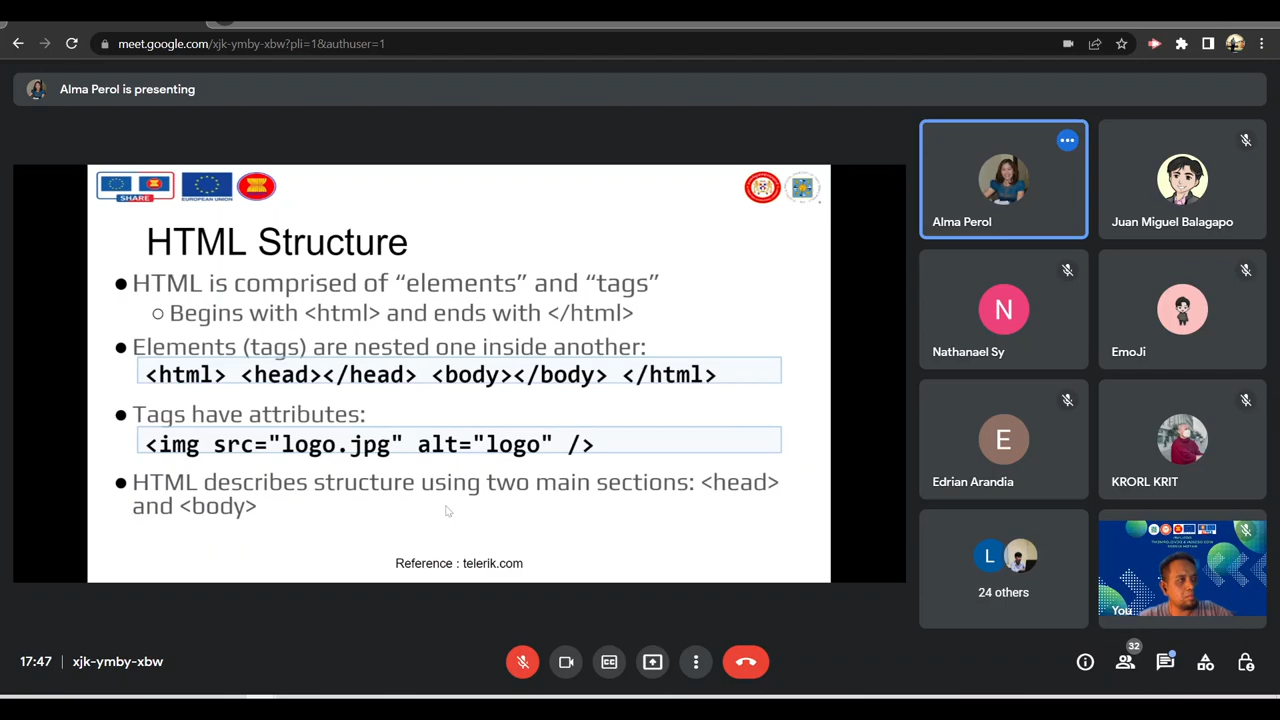 meet.google.com/xjk-ymby-xbw?pli=1&authuser=1
Alma Perol is presenting
SHARE
EUROPEAN UNION
HTML Structure
● HTML is comprised of “elements” and “tags”
○ Begins with <html> and ends with </html>
● Elements (tags) are nested one inside another:
<html> <head></head> <body></body> </html>
● Tags have attributes:
<img src="logo.jpg" alt="logo" />
● HTML describes structure using two main sections: <head>
and <body>
Reference : telerik.com
Alma Perol
Juan Miguel Balagapo
N
Nathanael Sy
EmoJi
E
Edrian Arandia
KRORL KRIT
L
24 others
You
17:47 | xjk-ymby-xbw
32